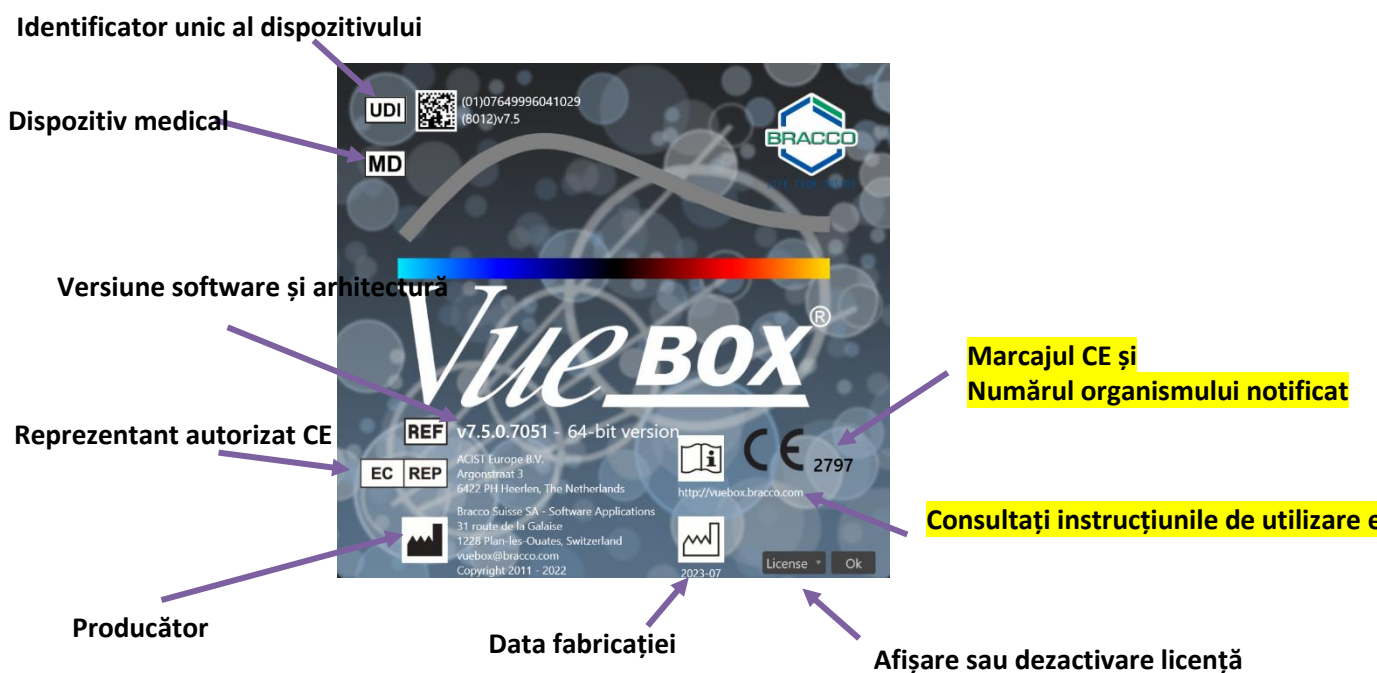 Identificator unic al dispozitivului
UDI
(01)07649996041029
(8012)v7.5
BRACCO
Dispozitiv medical
MD
Versiune software și arhitectură
VueBOX®
Marcajul CE și
Numărul organismului notificat
Reprezentant autorizat CE
REF v7.5.0.7051 - 64-bit version
EC REP
ACIST Europe B.V.
Argonstraat 3
6422 PH Heerlen, The Netherlands
i
CE 2797
http://vuebox.bracco.com
Consultați instrucțiunile de utilizare e
Bracco Suisse SA - Software Applications
31 route de la Galaise
1228 Plan-les-Ouates, Switzerland
vuebox@bracco.com
Copyright 2011 - 2022
2023-07
License Ok
Producător
Data fabricației
Afișare sau dezactivare licență